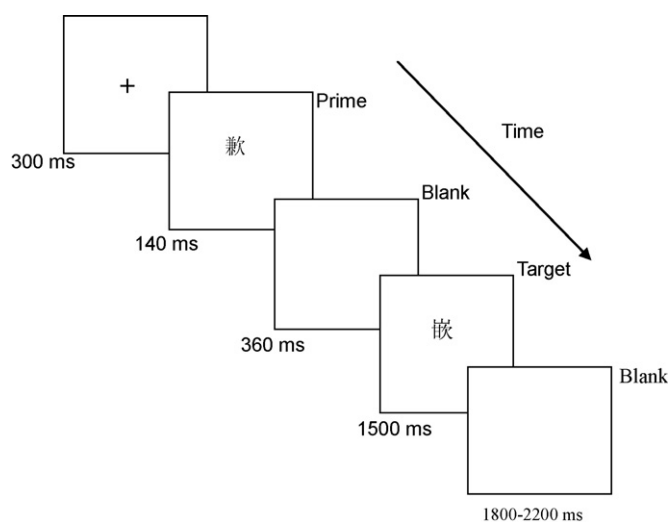 +
Prime
Time
歉
300 ms
Blank
140 ms
Target
嵌
360 ms
Blank
1500 ms
1800-2200 ms